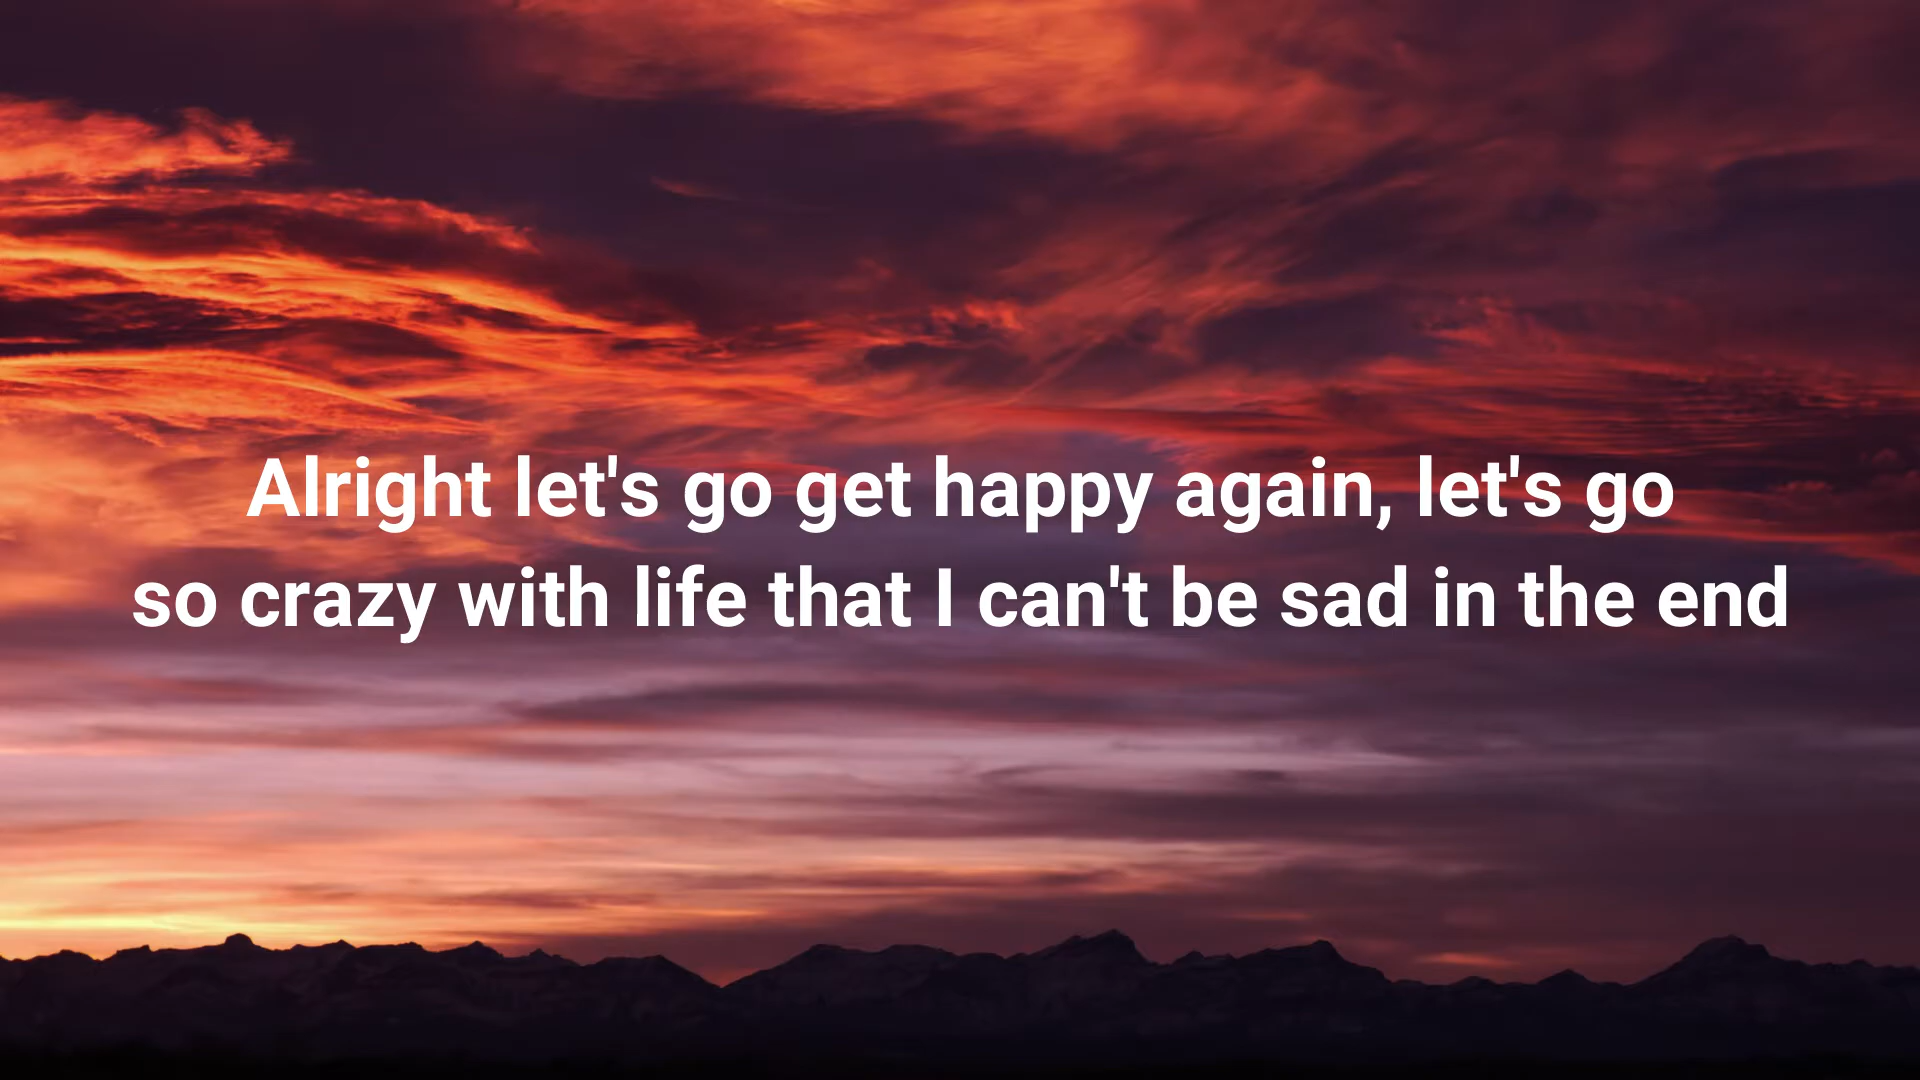 Alright let's go get happy again, let's go
so crazy with life that I can't be sad in the end